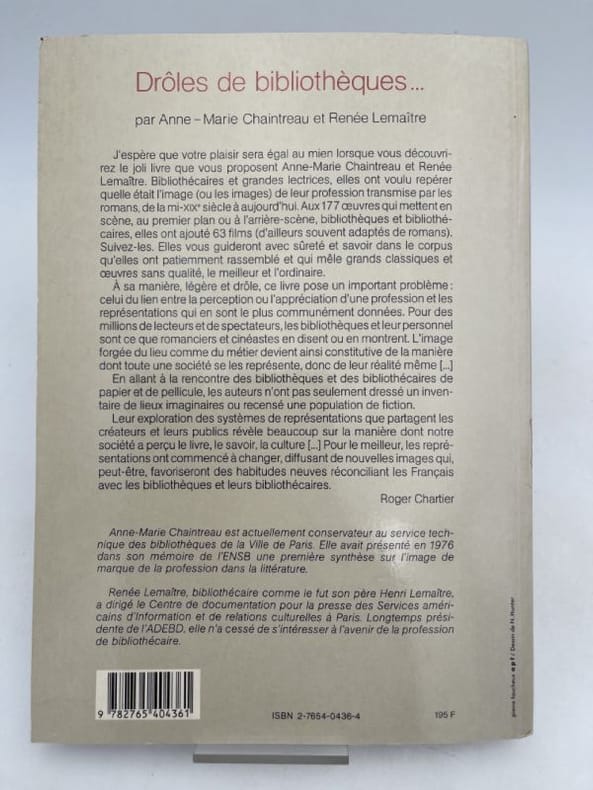 Drôles de bibliothèques...
par Anne-Marie Chaintreau et Renée Lemaître
J'espère que votre plaisir sera égal au mien lorsque vous découvri-
rez le joli livre que vous proposent Anne-Marie Chaintreau et Renée
Lemaître. Bibliothécaires et grandes lectrices, elles ont voulu repérer
quelle était l'image (ou les images) de leur profession transmise par les
romans, de la mi-XIXe siècle à aujourd'hui. Aux 177 œuvres qui mettent en
scène, au premier plan ou à l'arrière-scène, bibliothèques et bibliothé-
caires, elles ont ajouté 63 films (d'ailleurs souvent adaptés de romans).
Suivez-les. Elles vous guideront avec sûreté et savoir dans le corpus
qu'elles ont patiemment rassemblé et qui mêle grands classiques et
œuvres sans qualité, le meilleur et l'ordinaire.
À sa manière, légère et drôle, ce livre pose un important problème :
celui du lien entre la perception ou l'appréciation d'une profession et les
représentations qui en sont le plus communément données. Pour des
millions de lecteurs et de spectateurs, les bibliothèques et leur personnel
sont ce que romanciers et cinéastes en disent ou en montrent. L'image
forgée du lieu comme du métier devient ainsi constitutive de la manière
dont toute une société se les représente, donc de leur réalité même [...]
En allant à la rencontre des bibliothèques et des bibliothécaires de
papier et de pellicule, les auteurs n'ont pas seulement dressé un inven-
taire de lieux imaginaires ou recensé une population de fiction.
Leur exploration des systèmes de représentations que partagent les
créateurs et leurs publics révèle beaucoup sur la manière dont notre
société a perçu le livre, le savoir, la culture [...] Pour le meilleur, les repré-
sentations ont commencé à changer, diffusant de nouvelles images qui,
peut-être, favoriseront des habitudes neuves réconciliant les Français
avec les bibliothèques et leurs bibliothécaires.
Roger Chartier
Anne-Marie Chaintreau est actuellement conservateur au service tech-
nique des bibliothèques de la Ville de Paris. Elle avait présenté en 1976
dans son mémoire de l'ENSB une première synthèse sur l'image de
marque de la profession dans la littérature.
Renée Lemaître, bibliothécaire comme le fut son père Henri Lemaître,
a dirigé le Centre de documentation pour la presse des Services améri-
cains d'Information et de relations culturelles à Paris. Longtemps prési-
dente de l'ADEBD, elle n'a cessé de s'intéresser à l'avenir de la profession
de bibliothécaire.
pierre faucheux apf / Dessin de N. Hunter
9 782765 404361
ISBN 2-7654-0436-4
195 F